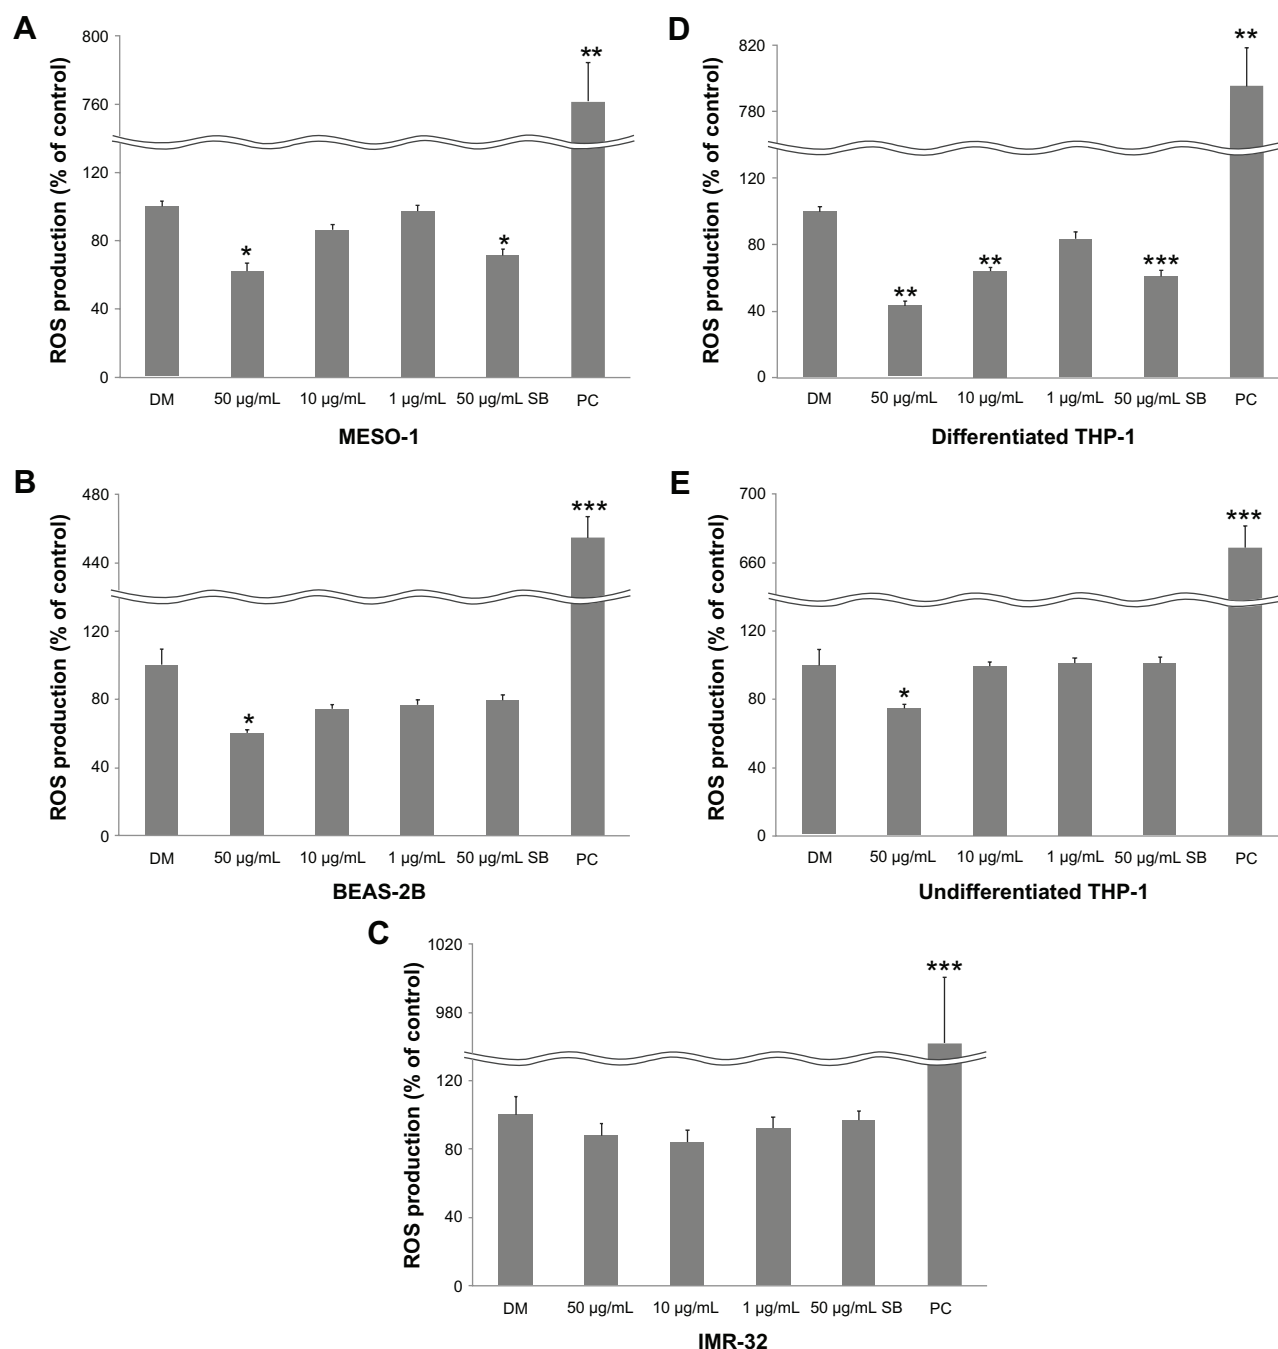 A
ROS production (% of control)
800
760
120
80
40
0
*
*
**
DM 50 µg/mL 10 µg/mL 1 µg/mL 50 µg/mL SB PC
MESO-1
D
ROS production (% of control)
820
780
120
80
40
0
**
**
***
**
DM 50 µg/mL 10 µg/mL 1 µg/mL 50 µg/mL SB PC
Differentiated THP-1
B
ROS production (% of control)
480
440
120
80
40
0
*
***
DM 50 µg/mL 10 µg/mL 1 µg/mL 50 µg/mL SB PC
BEAS-2B
E
ROS production (% of control)
700
660
120
80
40
0
*
***
DM 50 µg/mL 10 µg/mL 1 µg/mL 50 µg/mL SB PC
Undifferentiated THP-1
C
ROS production (% of control)
1020
980
120
80
40
0
***
DM 50 µg/mL 10 µg/mL 1 µg/mL 50 µg/mL SB PC
IMR-32